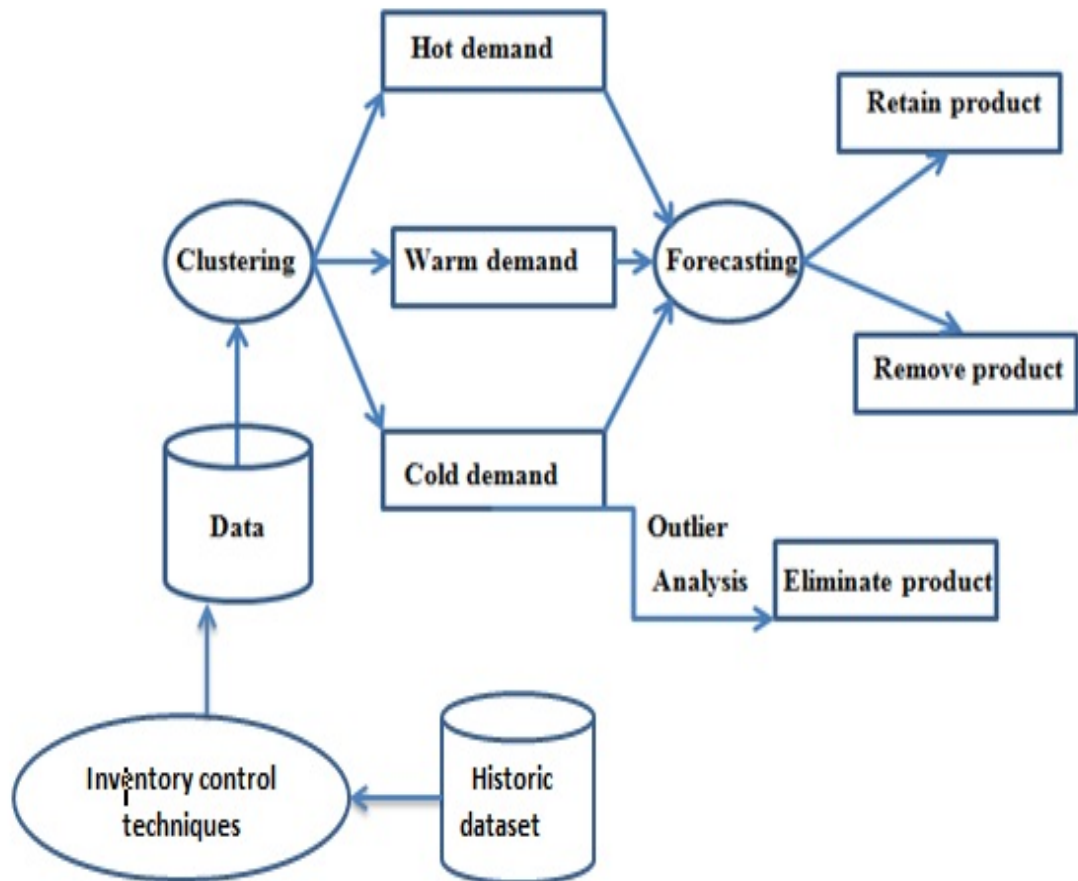 Hot demand
Retain product
Clustering
Warm demand
Forecasting
Remove product
Cold demand
Data
Outlier
Analysis
Eliminate product
Inventory control
techniques
Historic
dataset